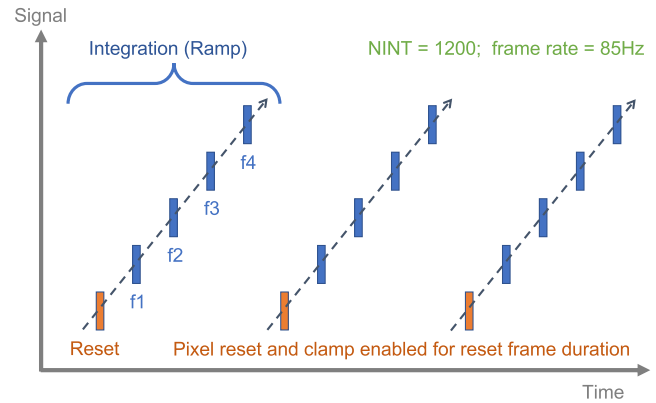 Signal
Integration (Ramp)
NINT = 1200;  frame rate = 85Hz
f4
f3
f2
f1
Reset
Pixel reset and clamp enabled for reset frame duration
Time